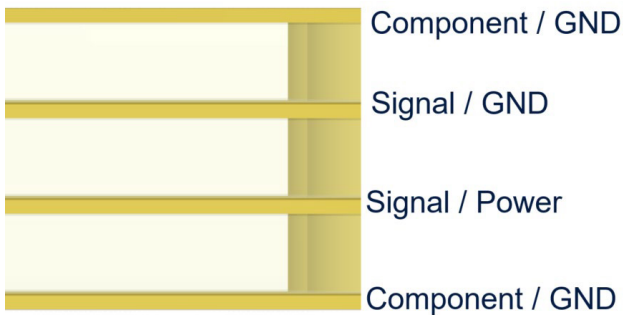 Component / GND
Signal / GND
Signal / Power
Component / GND